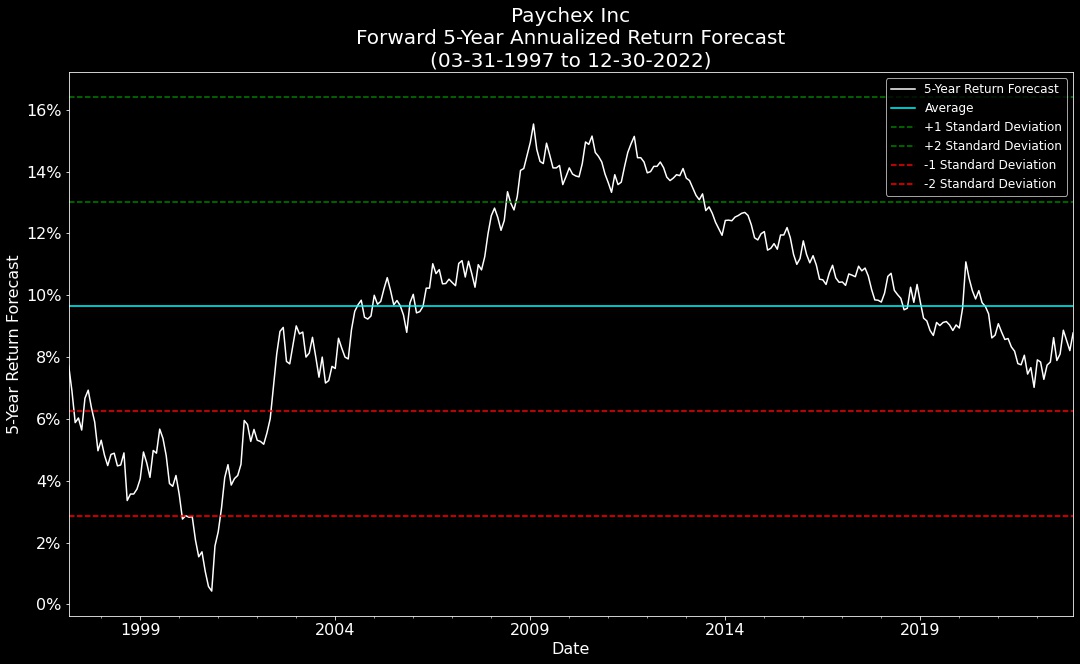 Paychex Inc
Forward 5-Year Annualized Return Forecast
(03-31-1997 to 12-30-2022)
5-Year Return Forecast
Average
+1 Standard Deviation
+2 Standard Deviation
-1 Standard Deviation
-2 Standard Deviation
5-Year Return Forecast
16%
14%
12%
10%
8%
6%
4%
2%
0%
1999
2004
2009
2014
2019
Date